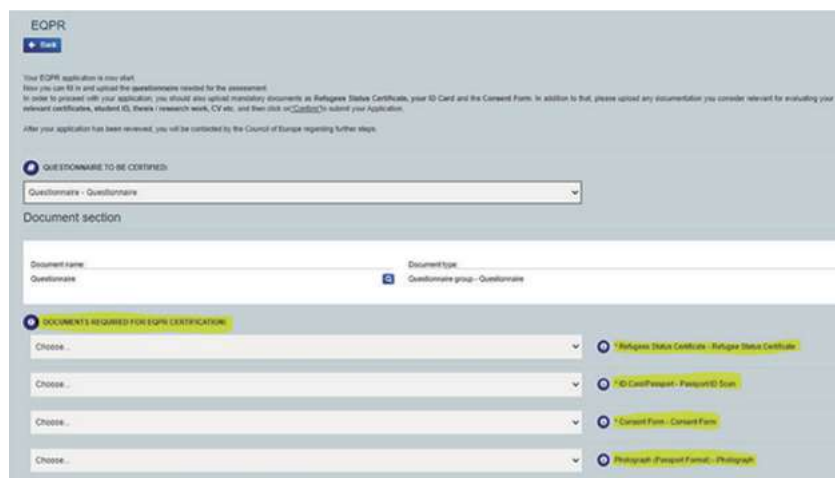 EQPR
Back
Your EQPR application is now start.
Now you can fill in and upload the questionnaire needed for the assessment.
In order to proceed with your application, you should also upload mandatory documents as Refugees Status Certificate, your ID Card and the Consent Form. In addition to that, please upload any documentation you consider relevant for evaluating your
relevant certificates, student ID, thesis / research work, CV etc. and then click on "Confirm" to submit your Application.
After your application has been reviewed, you will be contacted by the Council of Europe regarding further steps.
QUESTIONNAIRE TO BE CERTIFIED:
Questionnaire - Questionnaire
Document section
Document name: Document type:
Questionnaire Questionnaire group - Questionnaire
DOCUMENTS REQUIRED FOR EQPR CERTIFICATION:
Choose... * Refugees Status Certificate - Refugee Status Certificate
Choose... * ID Card/Passport - Passport/ID Scan
Choose... * Consent Form - Consent Form
Choose... Photograph (Passport Format) - Photograph